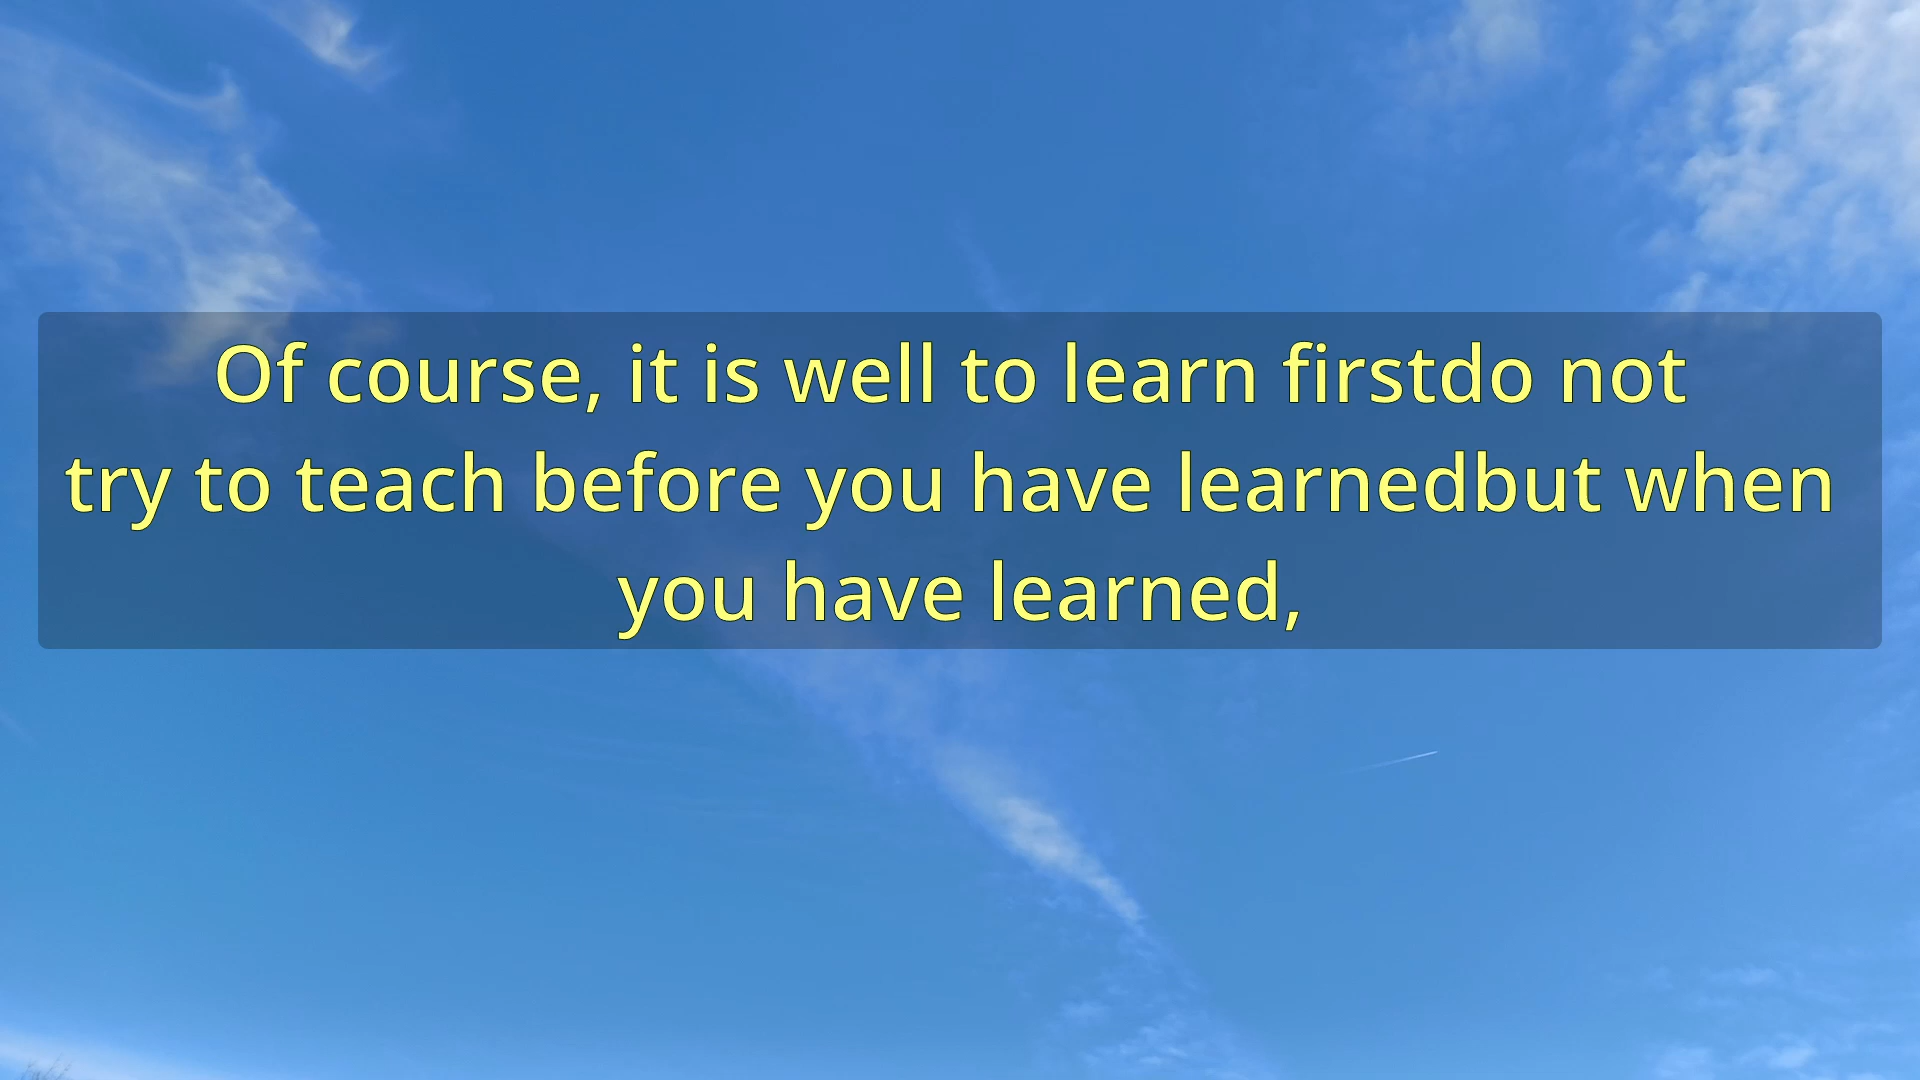 Of course, it is well to learn firstdo not
try to teach before you have learnedbut when
you have learned,